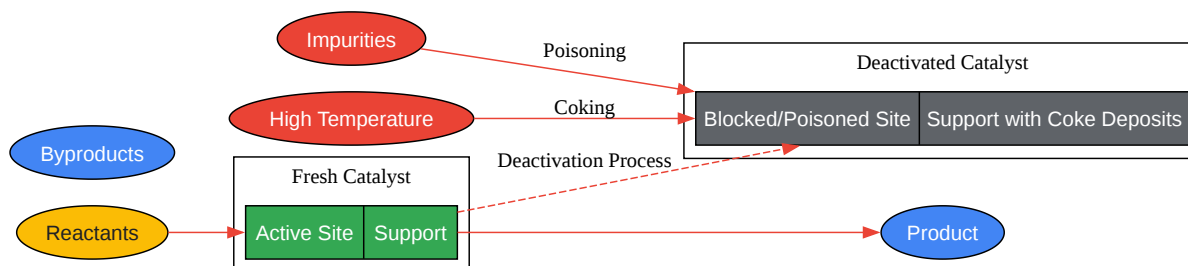 Impurities
Poisoning
Deactivated Catalyst
High Temperature
Coking
Blocked/Poisoned Site
Support with Coke Deposits
Byproducts
Deactivation Process
Fresh Catalyst
Reactants
Active Site
Support
Product